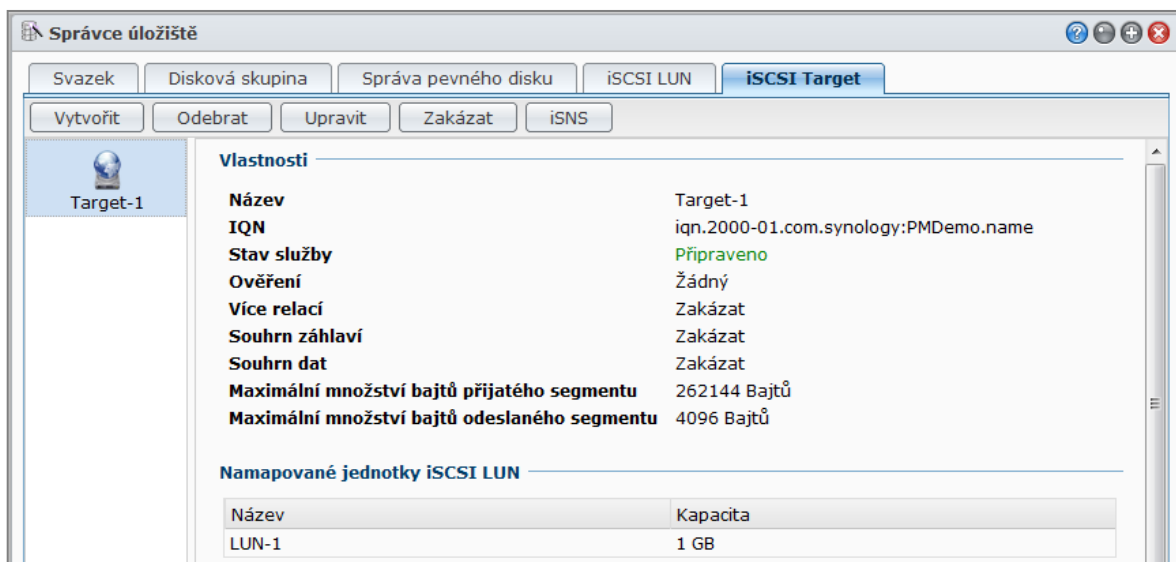 Správce úložiště
Svazek Disková skupina Správa pevného disku iSCSI LUN iSCSI Target
Vytvořit Odebrat Upravit Zakázat iSNS
Target-1
Vlastnosti
Název Target-1
IQN iqn.2000-01.com.synology:PMDemo.name
Stav služby Připraveno
Ověření Žádný
Více relací Zakázat
Souhrn záhlaví Zakázat
Souhrn dat Zakázat
Maximální množství bajtů přijatého segmentu 262144 Bajtů
Maximální množství bajtů odeslaného segmentu 4096 Bajtů
Namapované jednotky iSCSI LUN
Název Kapacita
LUN-1 1 GB